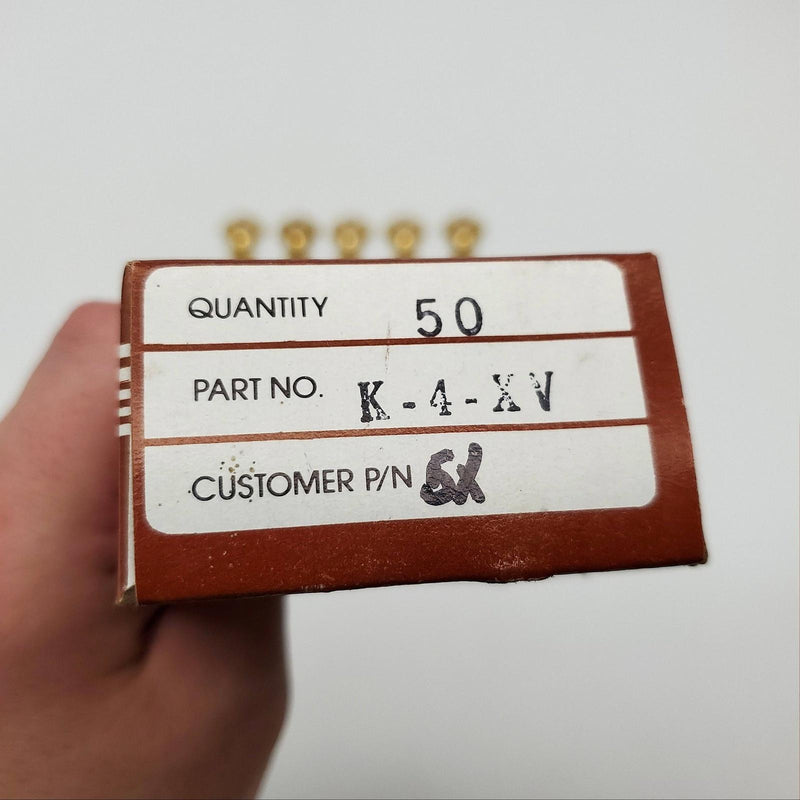 QUANTITY 50
PART NO. K-4-XV
CUSTOMER P/N